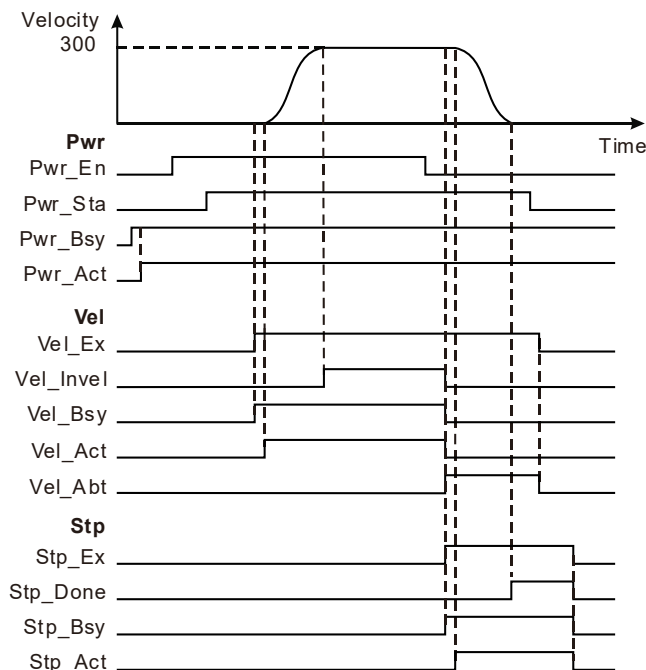 Velocity
300
Time
Pwr
Pwr_En
Pwr_Sta
Pwr_Bsy
Pwr_Act
Vel
Vel_Ex
Vel_Invel
Vel_Bsy
Vel_Act
Vel_Abt
Stp
Stp_Ex
Stp_Done
Stp_Bsy
Stp_Act